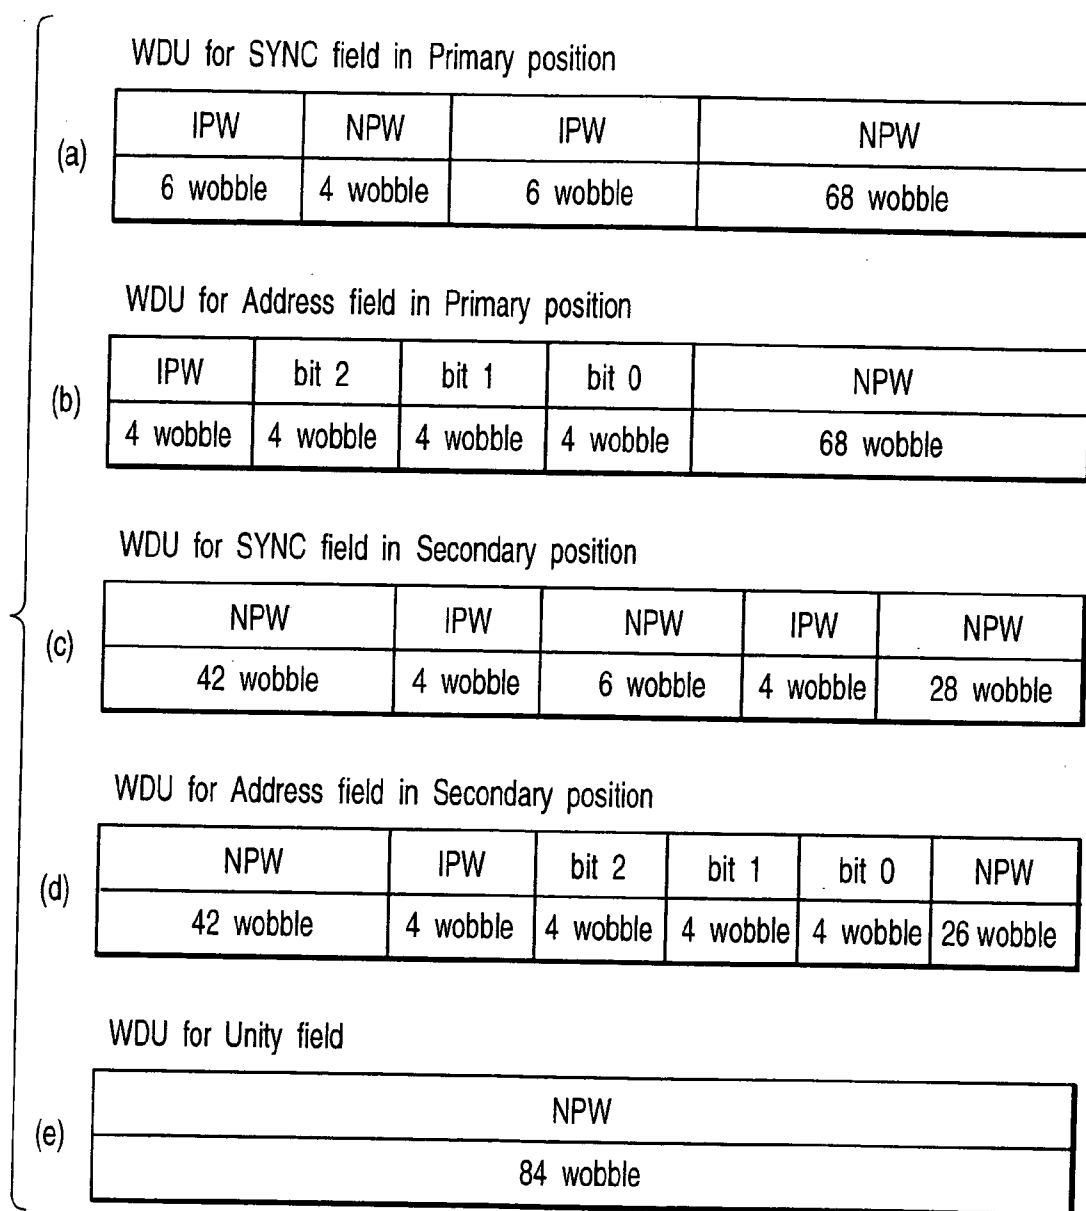 WDU for SYNC field in Primary position
(a)
IPW NPW IPW NPW
6 wobble 4 wobble 6 wobble 68 wobble
WDU for Address field in Primary position
(b)
IPW bit 2 bit 1 bit 0 NPW
4 wobble 4 wobble 4 wobble 4 wobble 68 wobble
WDU for SYNC field in Secondary position
(c)
NPW IPW NPW IPW NPW
42 wobble 4 wobble 6 wobble 4 wobble 28 wobble
WDU for Address field in Secondary position
(d)
NPW IPW bit 2 bit 1 bit 0 NPW
42 wobble 4 wobble 4 wobble 4 wobble 4 wobble 26 wobble
WDU for Unity field
(e)
NPW
84 wobble